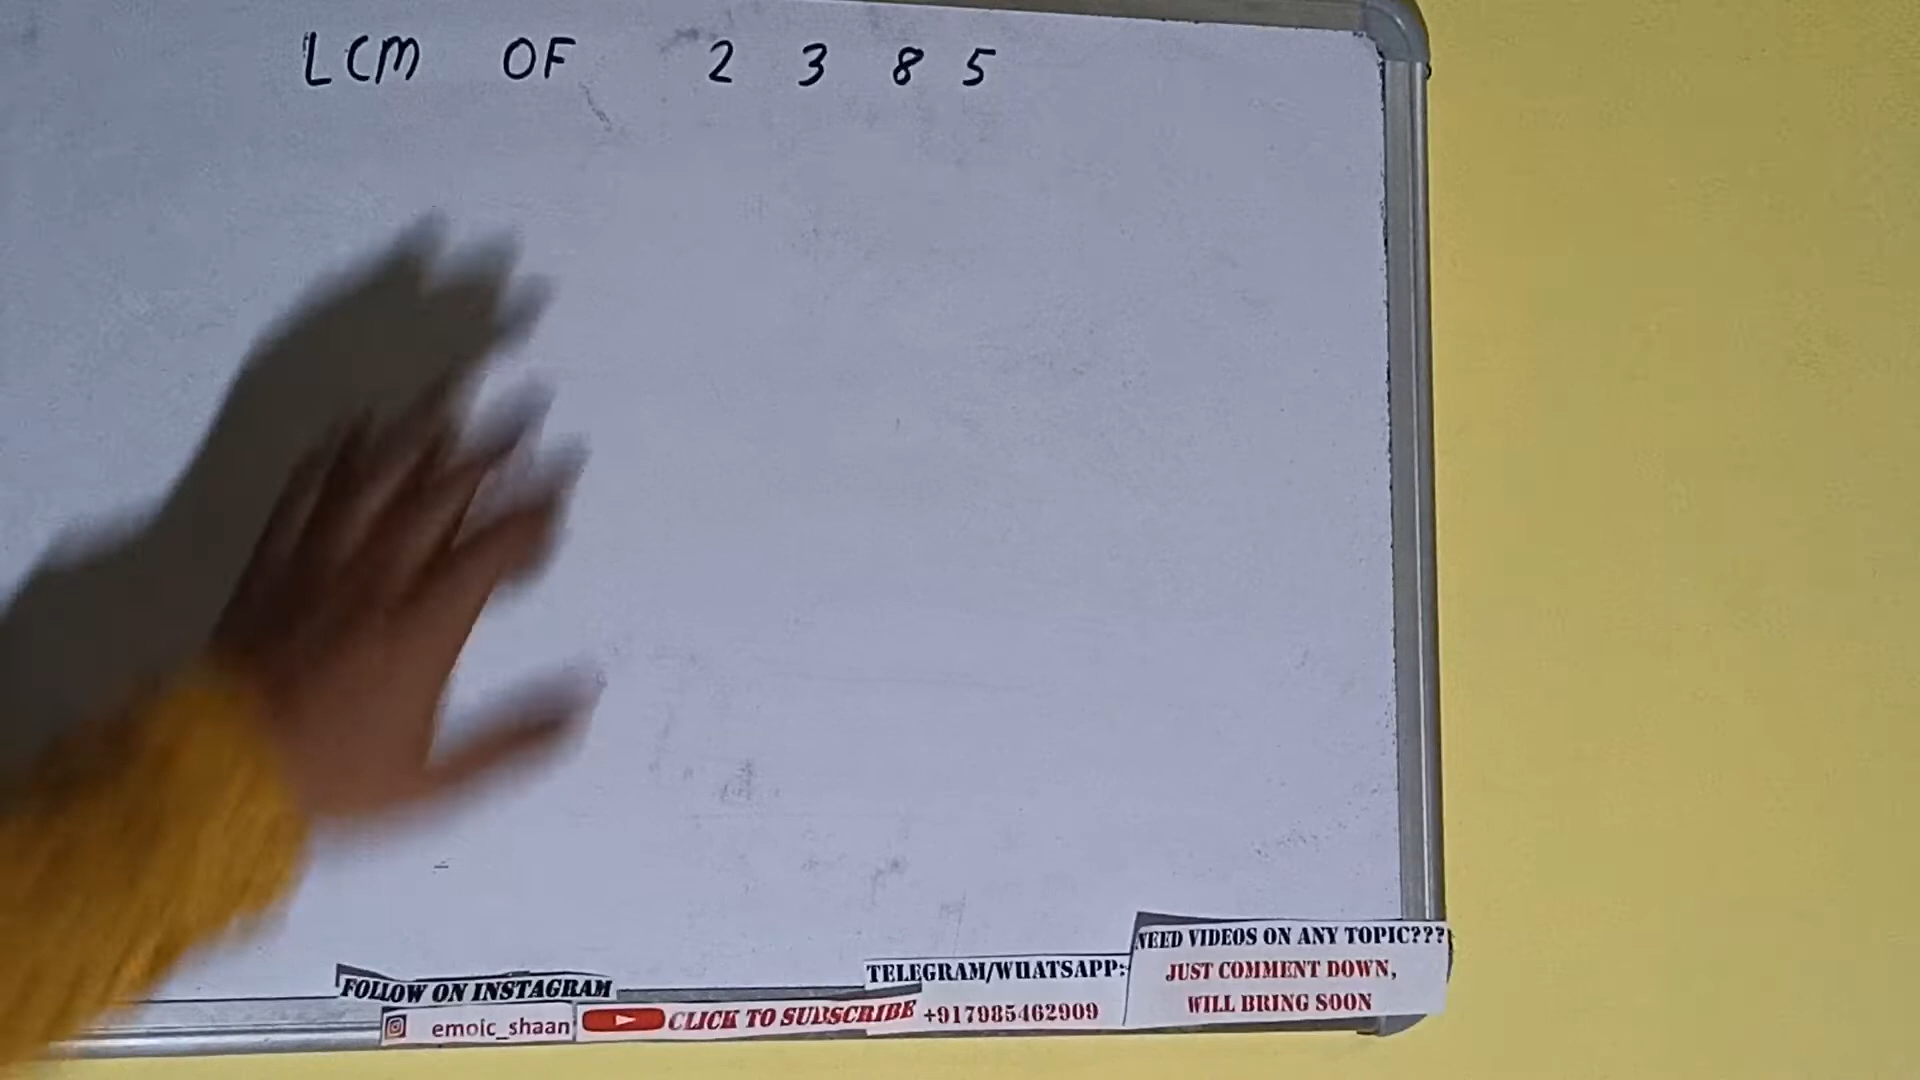 LCM OF 2 3 8 5
NEED VIDEOS ON ANY TOPIC???
JUST COMMENT DOWN,
WILL BRING SOON
TELEGRAM/WHATSAPP:
+917985462909
FOLLOW ON INSTAGRAM
emoic_shaan
CLICK TO SUBSCRIBE